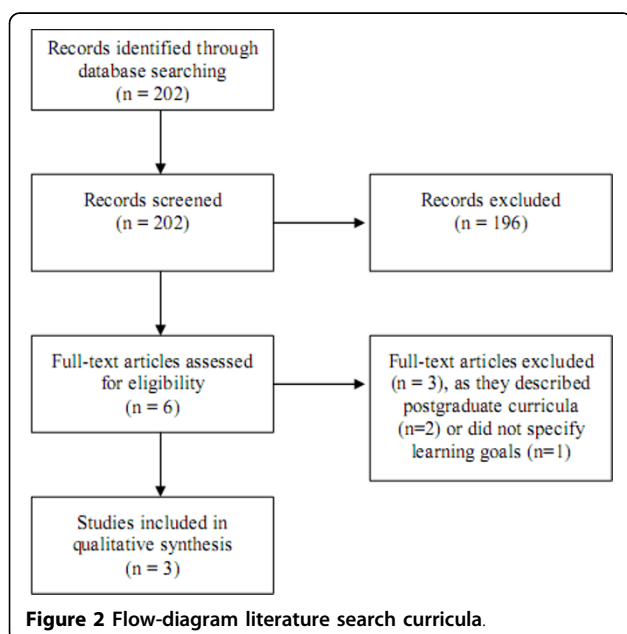 Records identified through
database searching
(n = 202)
Records screened
(n = 202)
Records excluded
(n = 196)
Full-text articles assessed
for eligibility
(n = 6)
Full-text articles excluded
(n = 3), as they described
postgraduate curricula
(n=2) or did not specify
learning goals (n=1)
Studies included in
qualitative synthesis
(n = 3)
Figure 2 Flow-diagram literature search curricula.